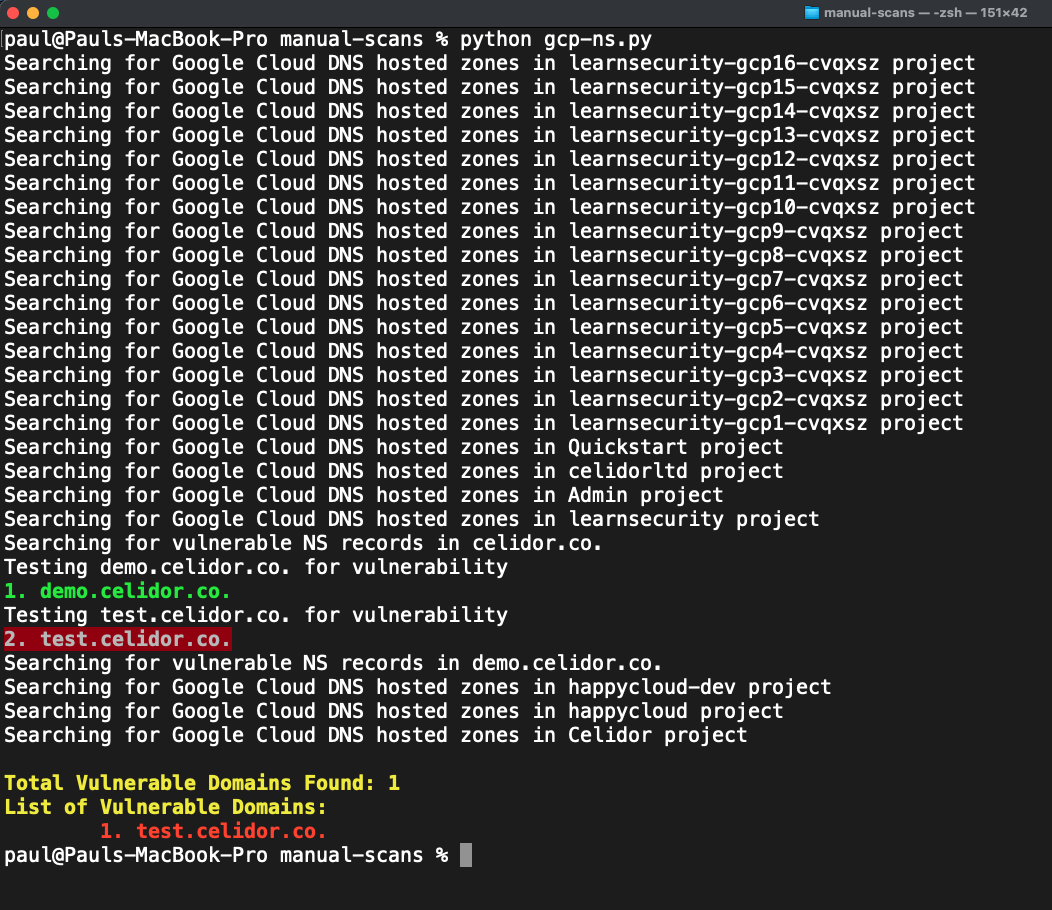 manual-scans — -zsh — 151×42
paul@Pauls-MacBook-Pro manual-scans % python gcp-ns.py
Searching for Google Cloud DNS hosted zones in learnsecurity-gcp16-cvqxsz project
Searching for Google Cloud DNS hosted zones in learnsecurity-gcp15-cvqxsz project
Searching for Google Cloud DNS hosted zones in learnsecurity-gcp14-cvqxsz project
Searching for Google Cloud DNS hosted zones in learnsecurity-gcp13-cvqxsz project
Searching for Google Cloud DNS hosted zones in learnsecurity-gcp12-cvqxsz project
Searching for Google Cloud DNS hosted zones in learnsecurity-gcp11-cvqxsz project
Searching for Google Cloud DNS hosted zones in learnsecurity-gcp10-cvqxsz project
Searching for Google Cloud DNS hosted zones in learnsecurity-gcp9-cvqxsz project
Searching for Google Cloud DNS hosted zones in learnsecurity-gcp8-cvqxsz project
Searching for Google Cloud DNS hosted zones in learnsecurity-gcp7-cvqxsz project
Searching for Google Cloud DNS hosted zones in learnsecurity-gcp6-cvqxsz project
Searching for Google Cloud DNS hosted zones in learnsecurity-gcp5-cvqxsz project
Searching for Google Cloud DNS hosted zones in learnsecurity-gcp4-cvqxsz project
Searching for Google Cloud DNS hosted zones in learnsecurity-gcp3-cvqxsz project
Searching for Google Cloud DNS hosted zones in learnsecurity-gcp2-cvqxsz project
Searching for Google Cloud DNS hosted zones in learnsecurity-gcp1-cvqxsz project
Searching for Google Cloud DNS hosted zones in Quickstart project
Searching for Google Cloud DNS hosted zones in celidorltd project
Searching for Google Cloud DNS hosted zones in Admin project
Searching for Google Cloud DNS hosted zones in learnsecurity project
Searching for vulnerable NS records in celidor.co.
Testing demo.celidor.co. for vulnerability
1. demo.celidor.co.
Testing test.celidor.co. for vulnerability
2. test.celidor.co.
Searching for vulnerable NS records in demo.celidor.co.
Searching for Google Cloud DNS hosted zones in happycloud-dev project
Searching for Google Cloud DNS hosted zones in happycloud project
Searching for Google Cloud DNS hosted zones in Celidor project
Total Vulnerable Domains Found: 1
List of Vulnerable Domains:
1. test.celidor.co.
paul@Pauls-MacBook-Pro manual-scans %